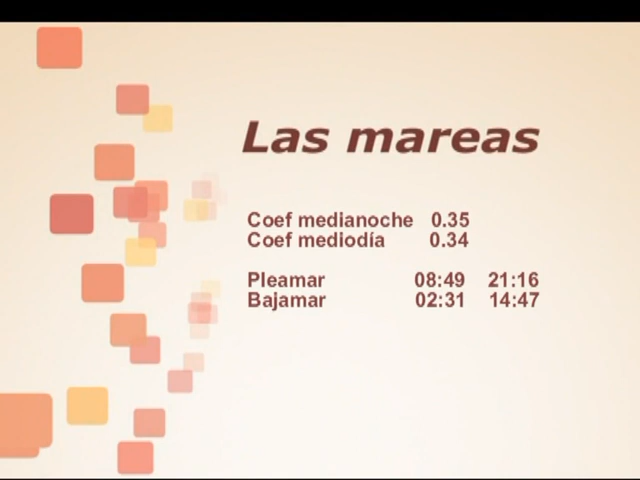 Las mareas
Coef medianoche 0.35
Coef mediodía 0.34
Pleamar 08:49 21:16
Bajamar 02:31 14:47